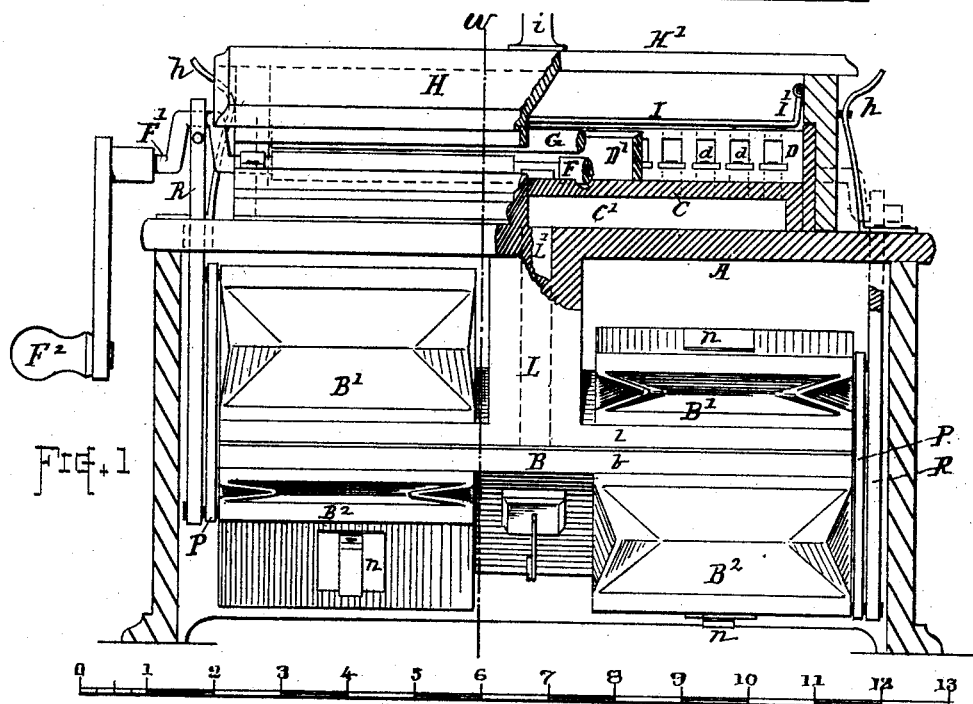 w i H¹
h H I I¹ h
F¹ G D¹ d d D
R F
C¹ C
L¹ A
F² B¹ L n B¹
FIG. 1 l P
B b R
P B² n B² n
0 1 2 3 4 5 6 7 8 9 10 11 12 13